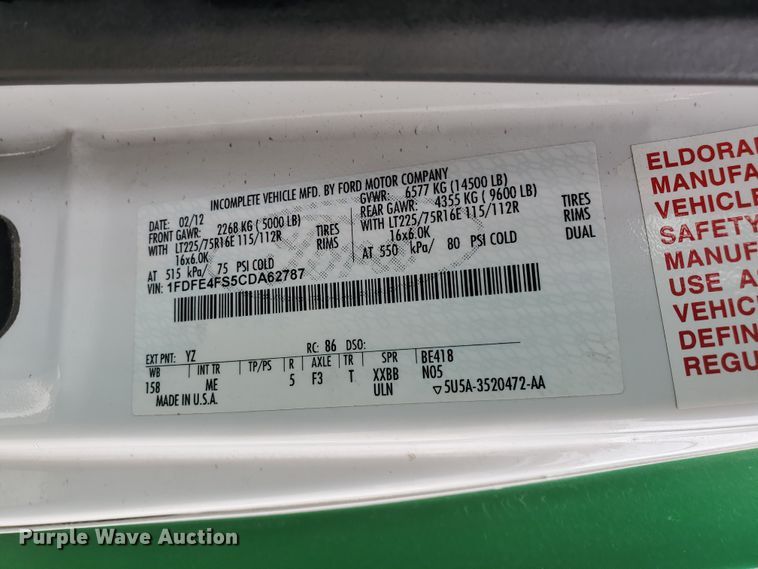 INCOMPLETE VEHICLE MFD. BY FORD MOTOR COMPANY
DATE: 02/12 GVWR: 6577 KG (14500 LB)
FRONT GAWR: 2268 KG (5000 LB) REAR GAWR: 4355 KG (9600 LB)
WITH LT225/75R16E 115/112R TIRES WITH LT225/75R16E 115/112R TIRES
16x6.0K RIMS 16x6.0K RIMS
AT 515 kPa/ 75 PSI COLD AT 550 kPa/ 80 PSI COLD DUAL
VIN: 1FDFE4FS5CDA62787
EXT PNT: YZ RC: 86 DSO:
WB INT TR TP/PS R AXLE TR SPR BE418
158 ME 5 F3 T XXBB N05
MADE IN U.S.A. ULN ▽5U5A-3520472-AA
ELDORA
MANUFA
VEHICLE
SAFETY
MANUF
USE A
VEHIC
DEFIN
REGU
Purple Wave Auction